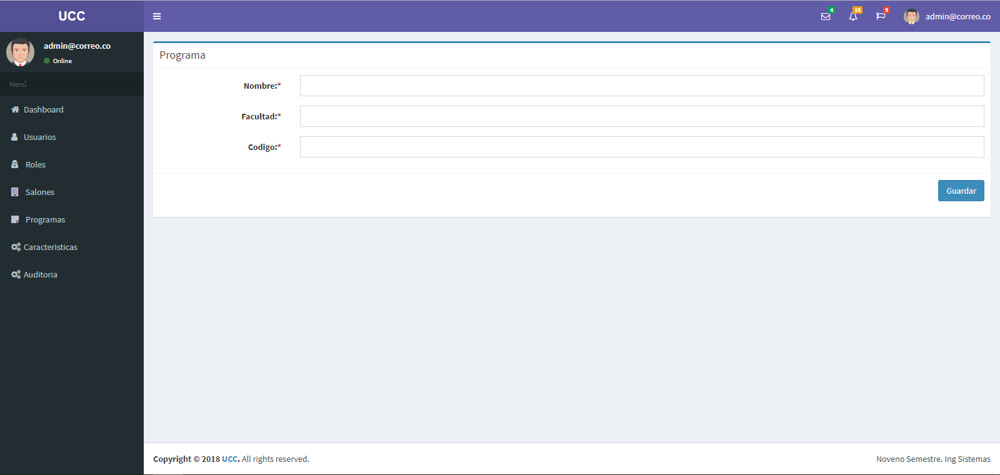 UCC
4
10
9
admin@correo.co
admin@correo.co
Online
Menú
Dashboard
Usuarios
Roles
Salones
Programas
Caracteristicas
Auditoria
Programa
Nombre:*
Facultad:*
Codigo:*
Guardar
Copyright © 2018 UCC. All rights reserved.
Noveno Semestre. Ing Sistemas